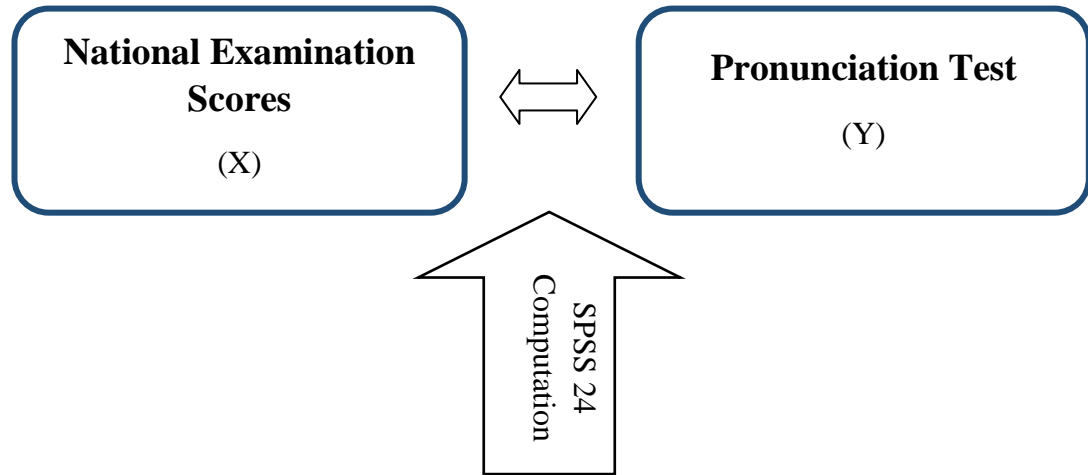 National Examination
Scores
(X)
Pronunciation Test
(Y)
SPSS 24
Computation